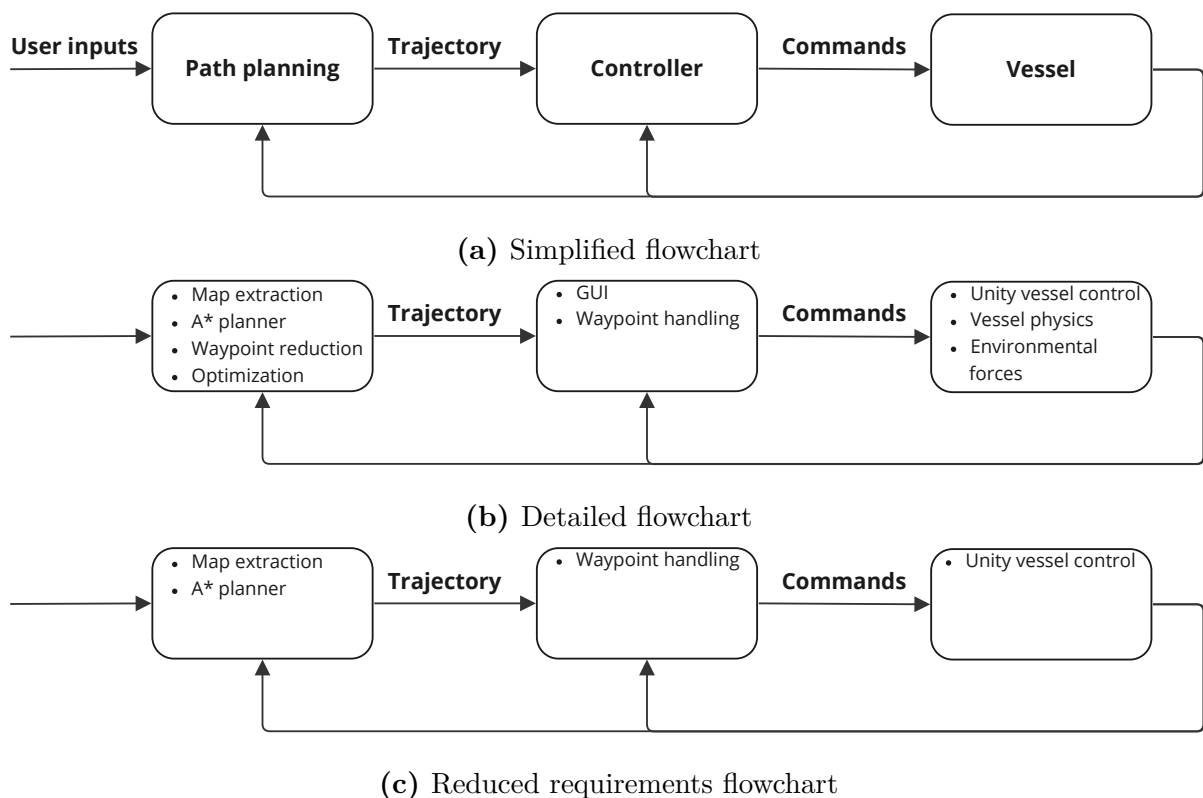 User inputs
Path planning
Trajectory
Controller
Commands
Vessel
(a) Simplified flowchart
• Map extraction
• A* planner
• Waypoint reduction
• Optimization
Trajectory
• GUI
• Waypoint handling
Commands
• Unity vessel control
• Vessel physics
• Environmental
forces
(b) Detailed flowchart
• Map extraction
• A* planner
Trajectory
• Waypoint handling
Commands
• Unity vessel control
(c) Reduced requirements flowchart